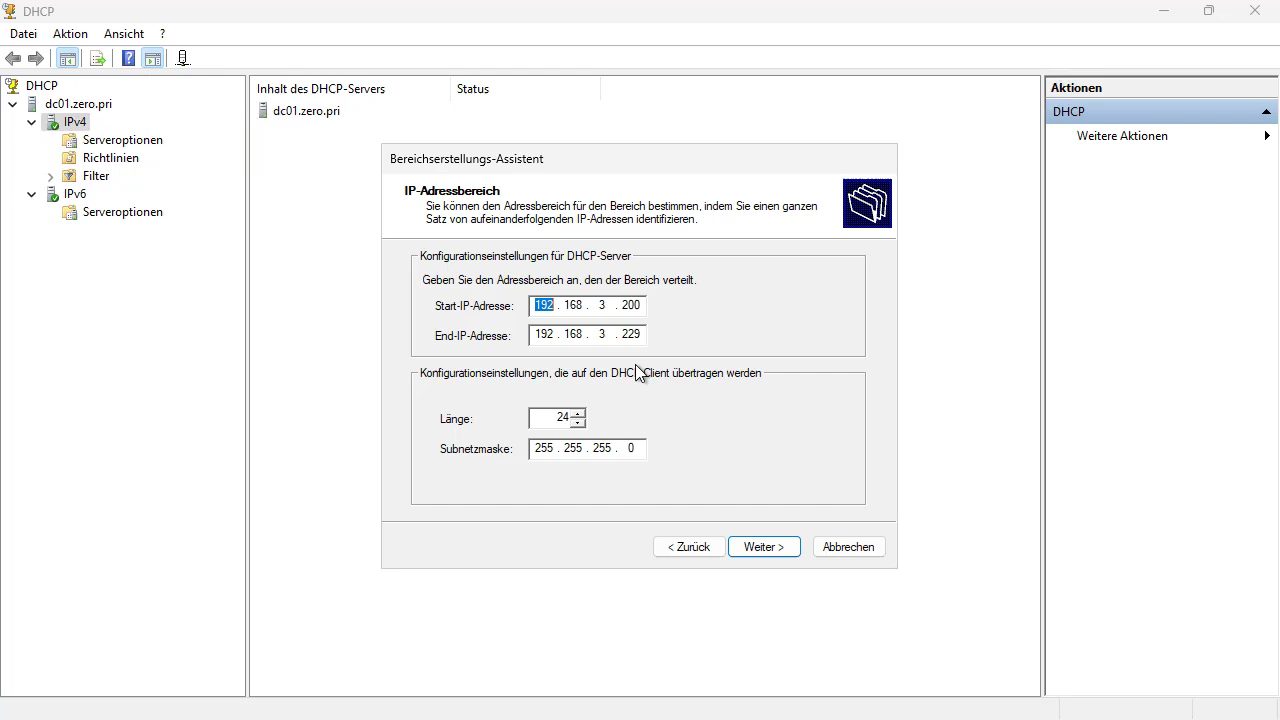 DHCP
Datei Aktion Ansicht ?
DHCP
dc01.zero.pri
IPv4
Serveroptionen
Richtlinien
Filter
IPv6
Serveroptionen
Inhalt des DHCP-Servers Status
dc01.zero.pri
Bereichserstellungs-Assistent
IP-Adressbereich
Sie können den Adressbereich für den Bereich bestimmen, indem Sie einen ganzen
Satz von aufeinanderfolgenden IP-Adressen identifizieren.
Konfigurationseinstellungen für DHCP-Server
Geben Sie den Adressbereich an, den der Bereich verteilt.
Start-IP-Adresse: 192 . 168 . 3 . 200
End-IP-Adresse: 192 . 168 . 3 . 229
Konfigurationseinstellungen, die auf den DHCP-Client übertragen werden
Länge: 24
Subnetzmaske: 255 . 255 . 255 . 0
< Zurück Weiter > Abbrechen
Aktionen
DHCP
Weitere Aktionen